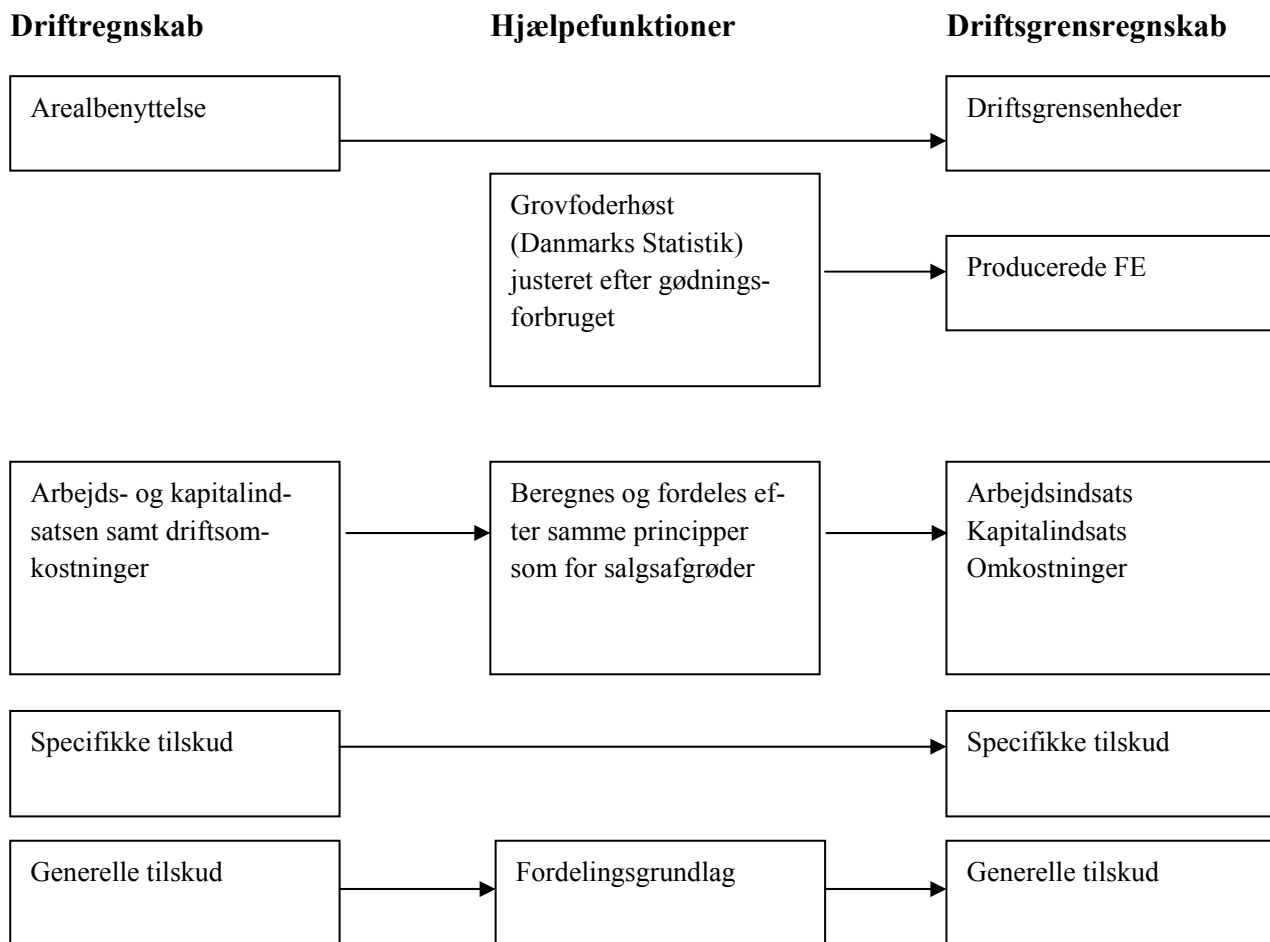 Driftregnskab
Hjælpefunktioner
Driftsgrensregnskab
Arealbenyttelse
Driftsgrensenheder
Grovfoderhøst
(Danmarks Statistik)
justeret efter gødnings-
forbruget
Producerede FE
Arbejds- og kapitalind-
satsen samt driftsom-
kostninger
Beregnes og fordeles ef-
ter samme principper
som for salgsafgrøder
Arbejdsindsats
Kapitalindsats
Omkostninger
Specifikke tilskud
Specifikke tilskud
Generelle tilskud
Fordelingsgrundlag
Generelle tilskud